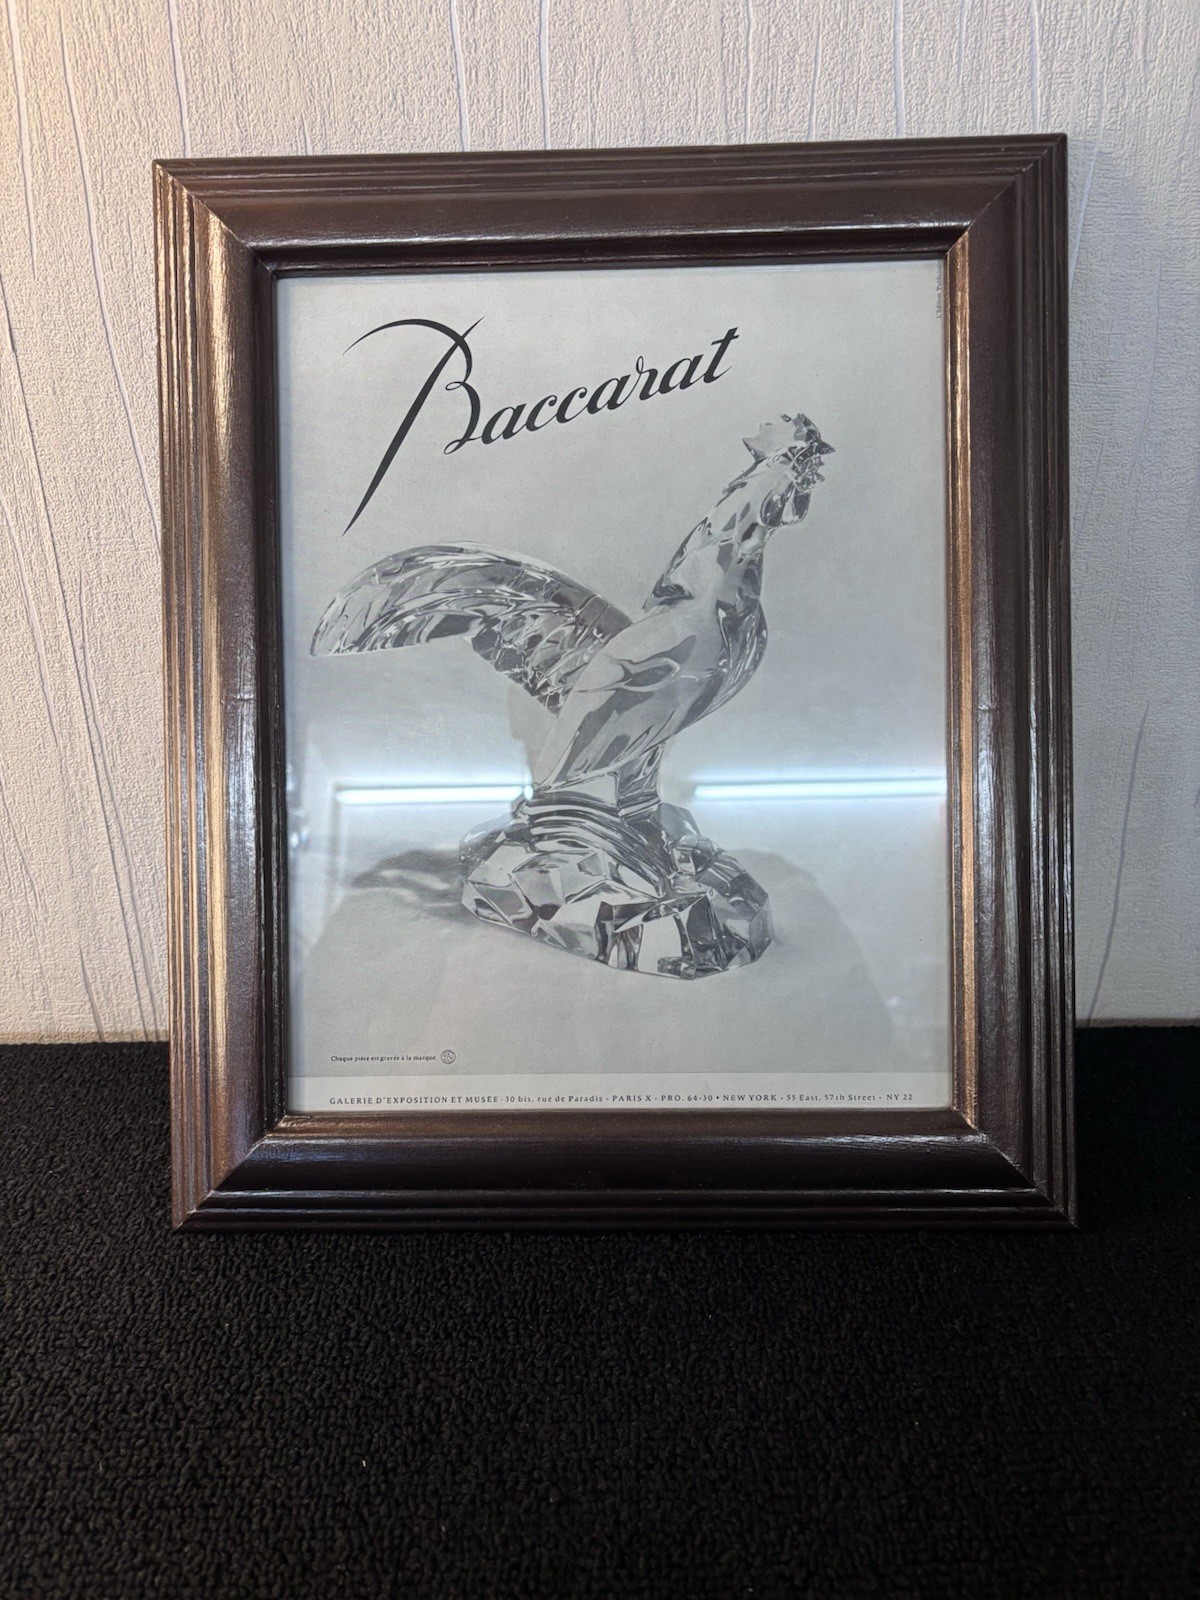 Baccarat
Chaque pièce est gravée à la marque
GALERIE D'EXPOSITION ET MUSÉE - 30 bis, rue de Paradis - PARIS X - PRO. 64-30 • NEW YORK - 55 East, 57th Street - NY 22